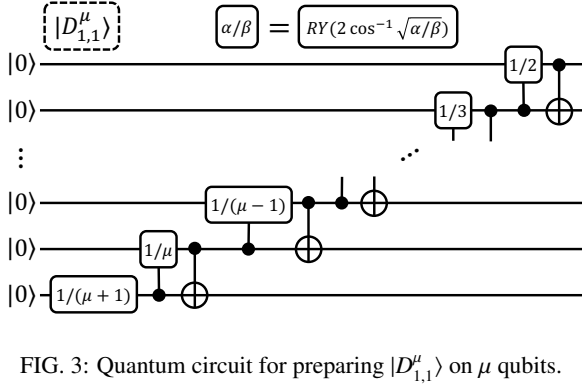 |D^μ_{1,1}⟩
α/β = RY(2 cos⁻¹ √(α/β))
|0⟩ 1/2
|0⟩ 1/3
⋮ ⋰
|0⟩ 1/(μ − 1)
|0⟩ 1/μ
|0⟩ 1/(μ + 1)
FIG. 3: Quantum circuit for preparing |D^μ_{1,1}⟩ on μ qubits.